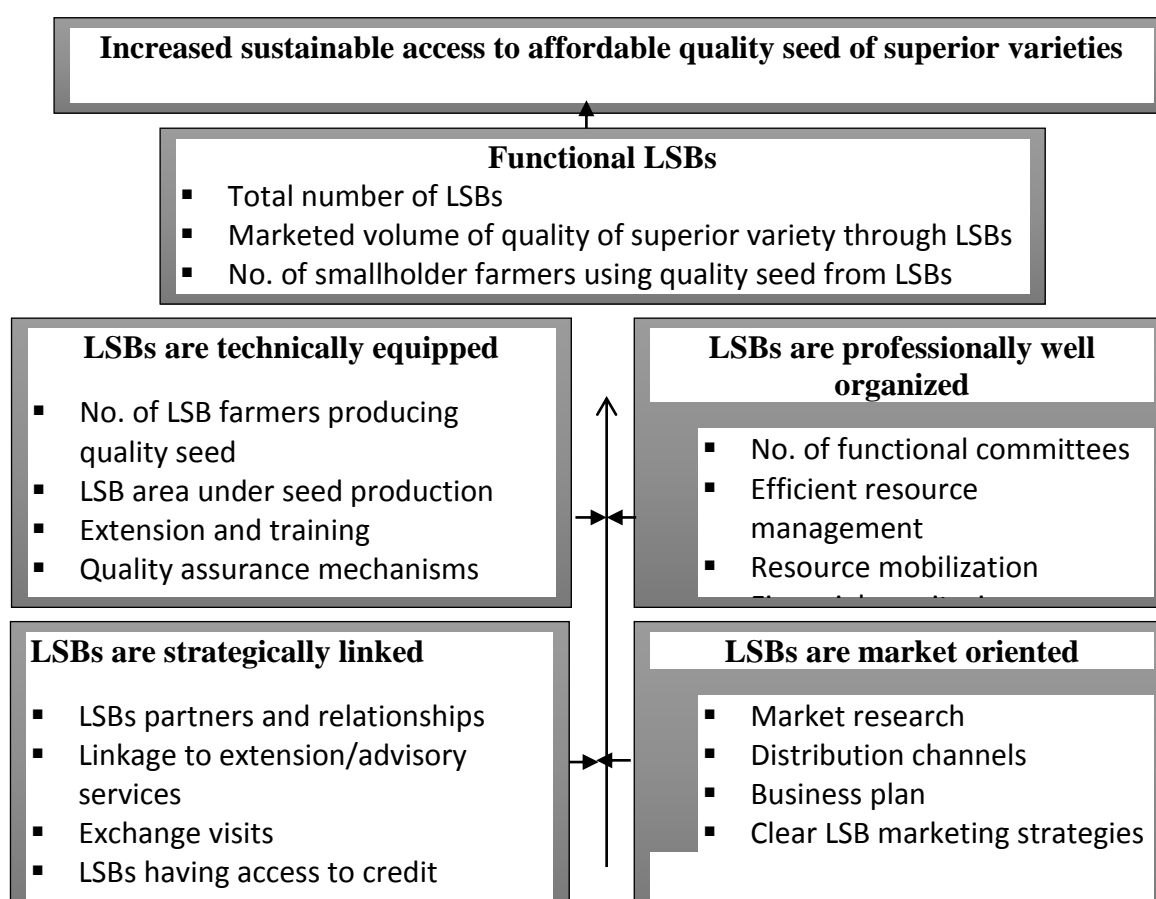 Increased sustainable access to affordable quality seed of superior varieties
Functional LSBs
▪ Total number of LSBs
▪ Marketed volume of quality of superior variety through LSBs
▪ No. of smallholder farmers using quality seed from LSBs
LSBs are technically equipped
▪ No. of LSB farmers producing
quality seed
▪ LSB area under seed production
▪ Extension and training
▪ Quality assurance mechanisms
LSBs are professionally well
organized
▪ No. of functional committees
▪ Efficient resource
management
▪ Resource mobilization
LSBs are strategically linked
▪ LSBs partners and relationships
▪ Linkage to extension/advisory
services
▪ Exchange visits
▪ LSBs having access to credit
LSBs are market oriented
▪ Market research
▪ Distribution channels
▪ Business plan
▪ Clear LSB marketing strategies